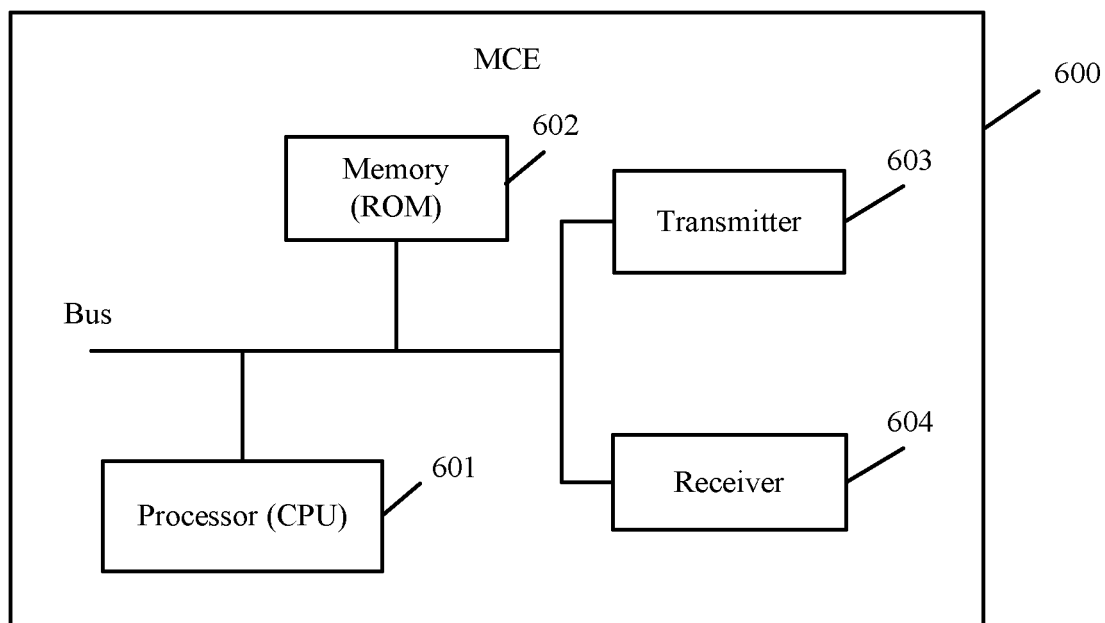 MCE
600
602
Memory
(ROM)
603
Transmitter
Bus
604
Receiver
601
Processor (CPU)